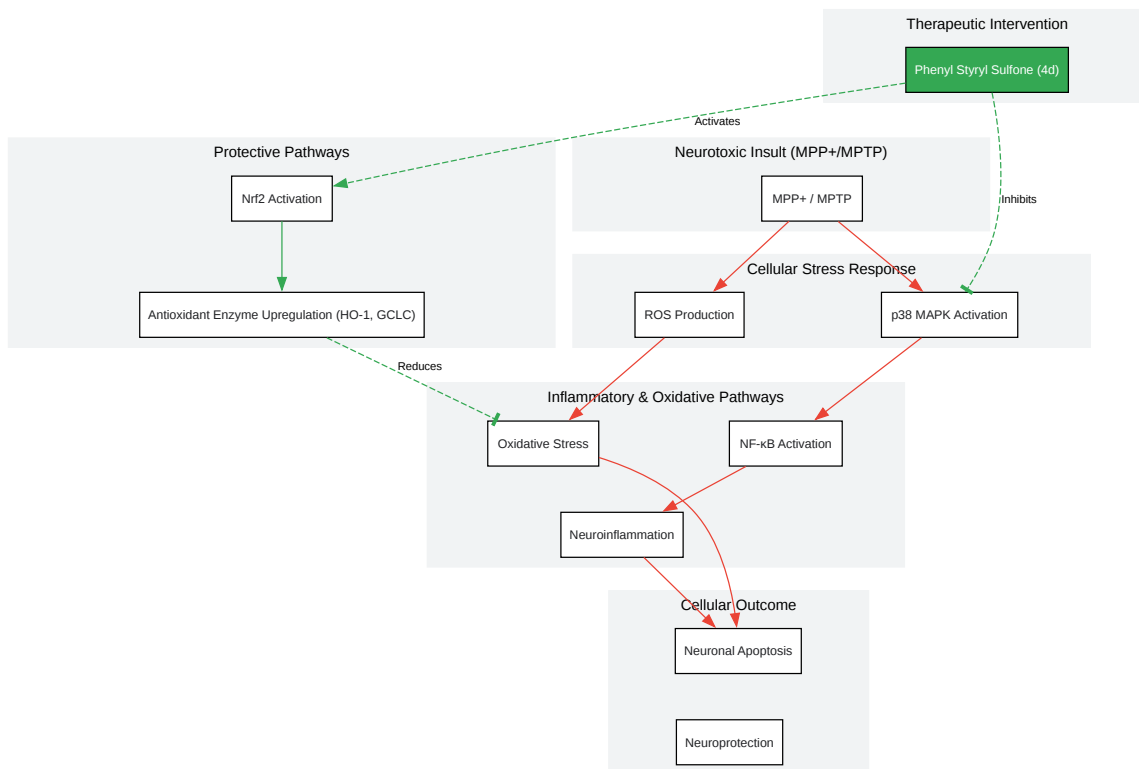 Therapeutic Intervention
Phenyl Styryl Sulfone (4d)
Activates
Protective Pathways
Neurotoxic Insult (MPP+/MPTP)
Nrf2 Activation
MPP+ / MPTP
Inhibits
Cellular Stress Response
Antioxidant Enzyme Upregulation (HO-1, GCLC)
ROS Production
p38 MAPK Activation
Reduces
Inflammatory & Oxidative Pathways
Oxidative Stress
NF-κB Activation
Neuroinflammation
Cellular Outcome
Neuronal Apoptosis
Neuroprotection